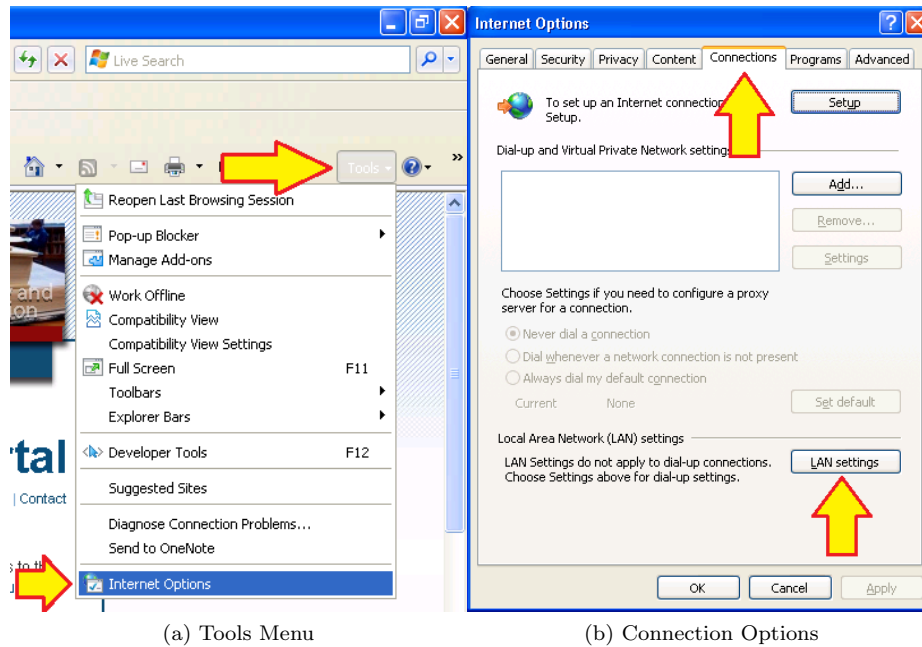 Live Search
Tools
»
Reopen Last Browsing Session
Pop-up Blocker
Manage Add-ons
Work Offline
Compatibility View
Compatibility View Settings
Full Screen F11
Toolbars
Explorer Bars
Developer Tools F12
Suggested Sites
Diagnose Connection Problems...
Send to OneNote
Internet Options
and
on
rtal
| Contact
s to th
(a) Tools Menu
Internet Options
General Security Privacy Content Connections Programs Advanced
To set up an Internet connection
Setup.
Setup
Dial-up and Virtual Private Network settings
Add...
Remove...
Settings
Choose Settings if you need to configure a proxy
server for a connection.
Never dial a connection
Dial whenever a network connection is not present
Always dial my default connection
Current None
Set default
Local Area Network (LAN) settings
LAN Settings do not apply to dial-up connections.
Choose Settings above for dial-up settings.
LAN settings
OK Cancel Apply
(b) Connection Options